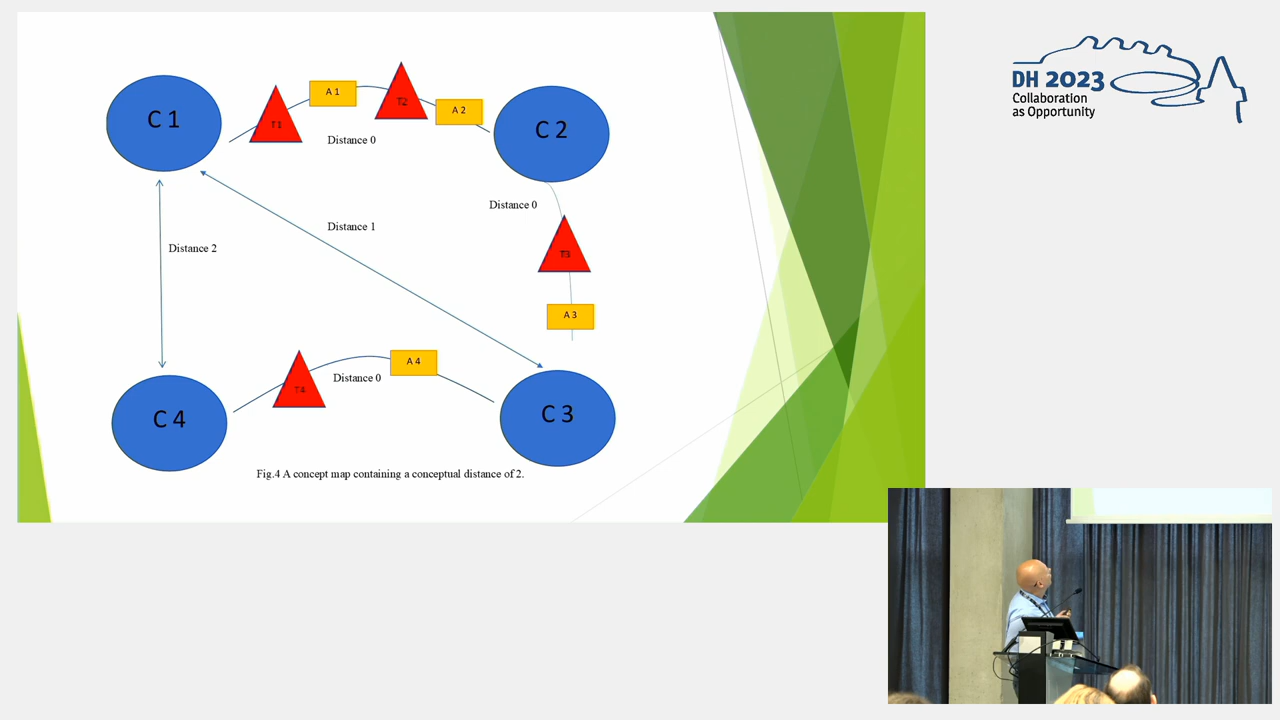 C 1
T1
A 1
T2
A 2
C 2
Distance 0
Distance 0
Distance 1
Distance 2
T3
A 3
T4
Distance 0
A 4
C 4
C 3
Fig.4 A concept map containing a conceptual distance of 2.
DH 2023
Collaboration
as Opportunity